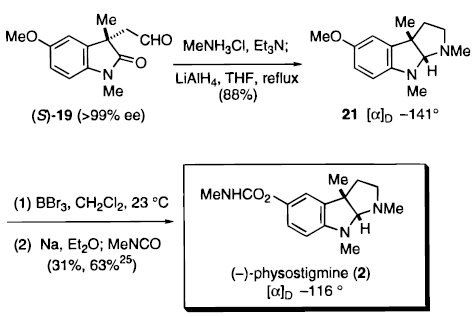 Me
MeO
CHO
O
N
Me
(S)-19 (>99% ee)
MeNH3Cl, Et3N;
LiAlH4, THF, reflux
(88%)
Me
MeO
NMe
N
H
Me
21 [α]D –141°
(1) BBr3, CH2Cl2, 23 °C
(2) Na, Et2O; MeNCO
(31%, 63%25)
Me
MeNHCO2
NMe
N
H
Me
(–)-physostigmine (2)
[α]D –116 °